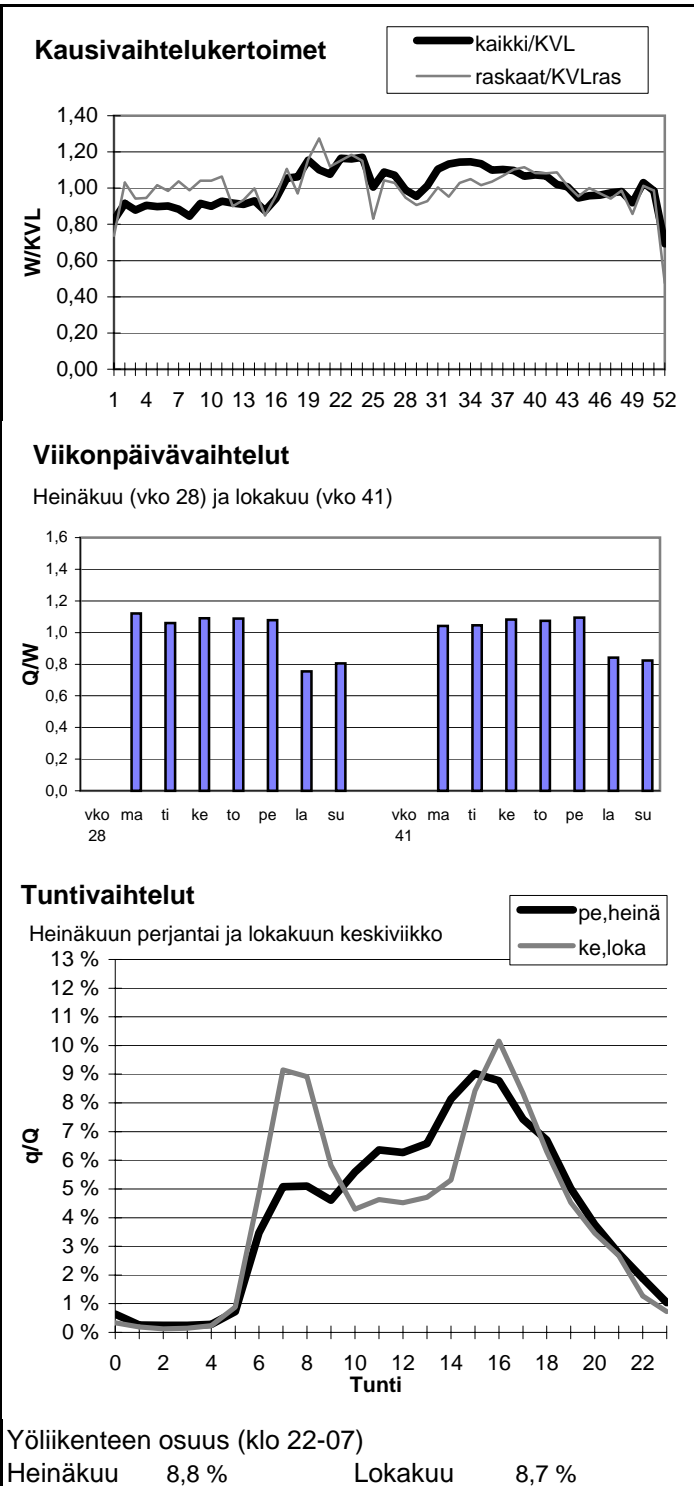 Kausivaihtelukertoimet
kaikki/KVL
raskaat/KVLras
W/KVL
1,40
1,20
1,00
0,80
0,60
0,40
0,20
0,00
1 4 7 10 13 16 19 22 25 28 31 34 37 40 43 46 49 52
Viikonpäivävaihtelut
Heinäkuu (vko 28) ja lokakuu (vko 41)
Q/W
1,6
1,4
1,2
1,0
0,8
0,6
0,4
0,2
0,0
vko 28 ma ti ke to pe la su vko 41 ma ti ke to pe la su
Tuntivaihtelut
pe,heinä
ke,loka
Heinäkuun perjantai ja lokakuun keskiviikko
q/Q
13 %
12 %
11 %
10 %
9 %
8 %
7 %
6 %
5 %
4 %
3 %
2 %
1 %
0 %
0 2 4 6 8 10 12 14 16 18 20 22
Tunti
Yöliikenteen osuus (klo 22-07)
Heinäkuu 8,8 % Lokakuu 8,7 %